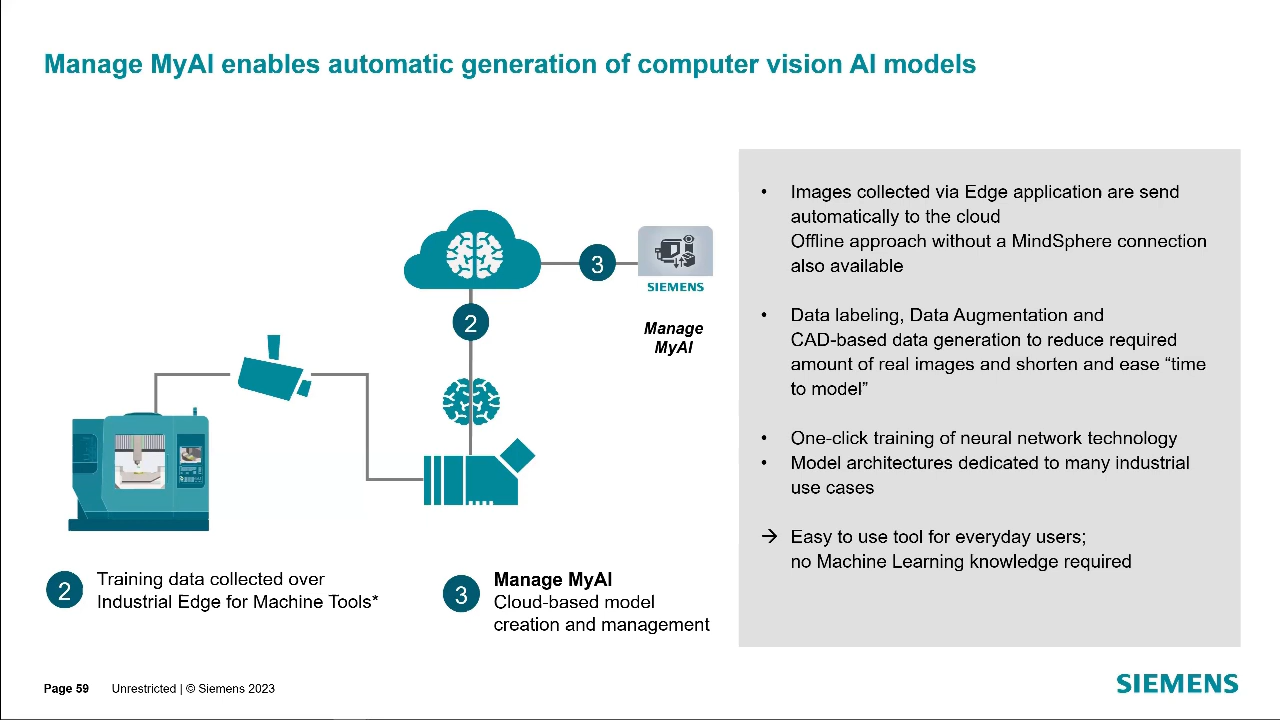 Manage MyAI enables automatic generation of computer vision AI models
3
SIEMENS
2
Manage
MyAI
2
Training data collected over
Industrial Edge for Machine Tools*
3
Manage MyAI
Cloud-based model
creation and management
• Images collected via Edge application are send
automatically to the cloud
Offline approach without a MindSphere connection
also available
• Data labeling, Data Augmentation and
CAD-based data generation to reduce required
amount of real images and shorten and ease “time
to model”
• One-click training of neural network technology
• Model architectures dedicated to many industrial
use cases
→ Easy to use tool for everyday users;
no Machine Learning knowledge required
Page 59 Unrestricted | © Siemens 2023
SIEMENS